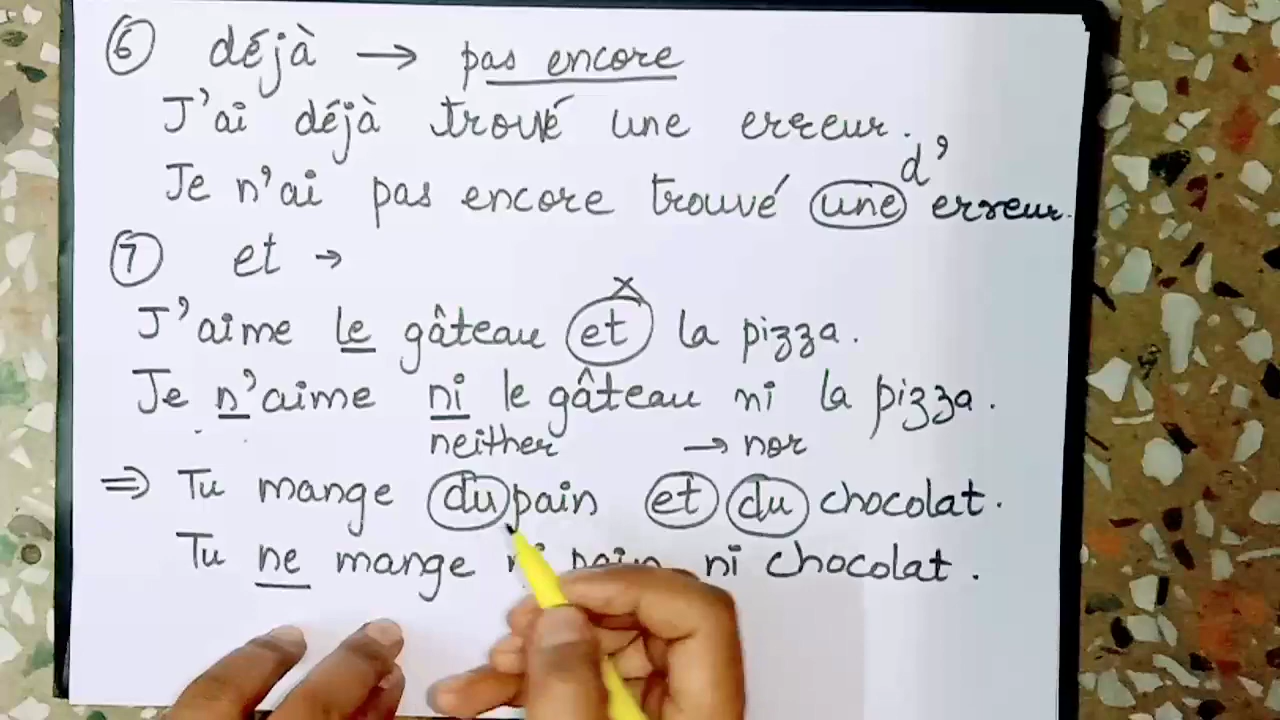 6 déjà → pas encore
J'ai déjà trouvé une erreur.
d'
Je n'ai pas encore trouvé une erreur.
7 et →
x
J'aime le gâteau et la pizza.
Je n'aime ni le gâteau ni la pizza.
neither → nor
⇒ Tu mange du pain et du chocolat.
Tu ne mange ni pain ni chocolat.